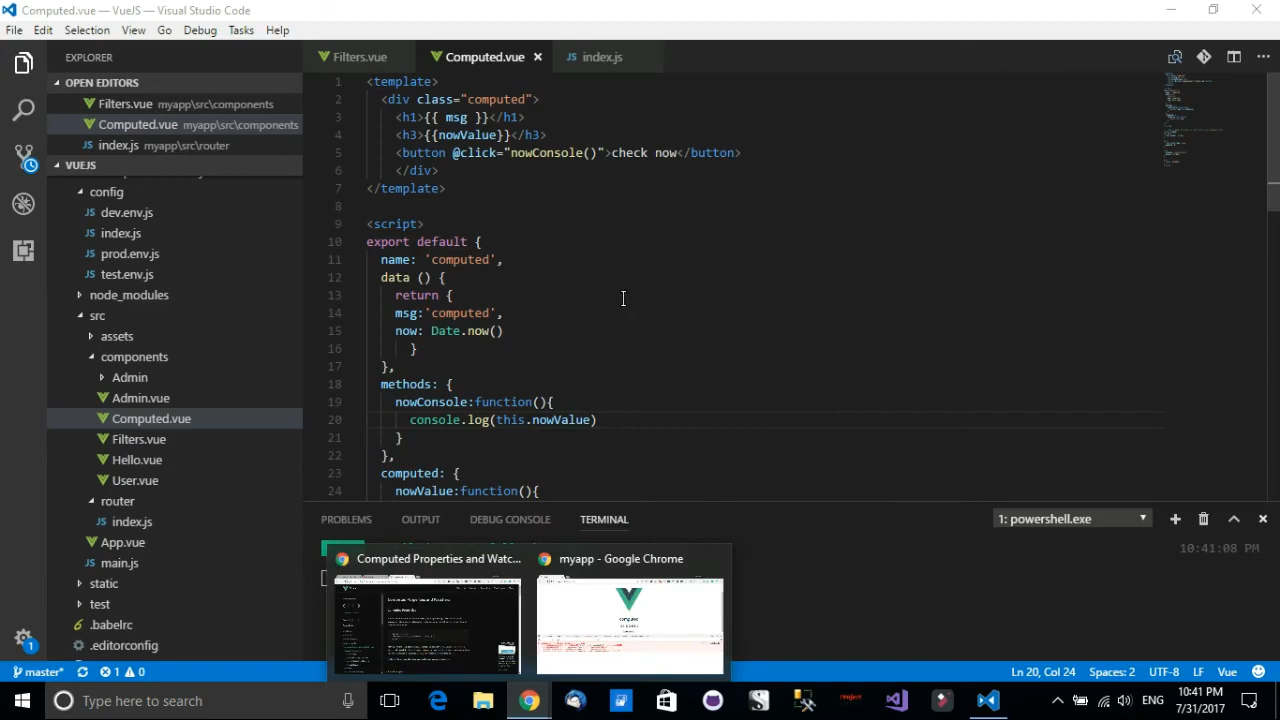 Computed.vue — VueJS — Visual Studio Code
File Edit Selection View Go Debug Tasks Help
EXPLORER
OPEN EDITORS
Filters.vue myapp\src\components
Computed.vue myapp\src\components
index.js myapp\src\router
VUEJS
config
dev.env.js
index.js
prod.env.js
test.env.js
node_modules
src
assets
components
Admin
Admin.vue
Computed.vue
Filters.vue
Hello.vue
User.vue
router
index.js
App.vue
main.js
static
test
.babelrc
.editorconfig
Filters.vue Computed.vue index.js
1 <template>
2 <div class="computed">
3 <h1>{{ msg }}</h1>
4 <h3>{{nowValue}}</h3>
5 <button @click="nowConsole()">check now</button>
6 </div>
7 </template>
8
9 <script>
10 export default {
11 name: 'computed',
12 data () {
13 return {
14 msg:'computed',
15 now: Date.now()
16 }
17 },
18 methods: {
19 nowConsole:function(){
20 console.log(this.nowValue)
21 }
22 },
23 computed: {
24 nowValue:function(){
PROBLEMS OUTPUT DEBUG CONSOLE TERMINAL
1: powershell.exe
10:41:08 PM
Computed Properties and Watc... myapp - Google Chrome
computed
master
Ln 20, Col 24 Spaces: 2 UTF-8 LF Vue
Type here to search
ENG
10:41 PM
7/31/2017